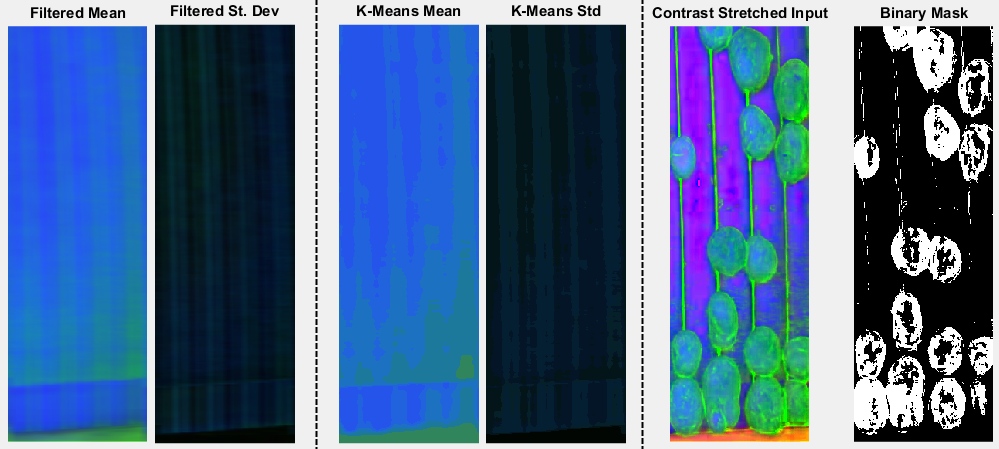 Filtered Mean
Filtered St. Dev
K-Means Mean
K-Means Std
Contrast Stretched Input
Binary Mask